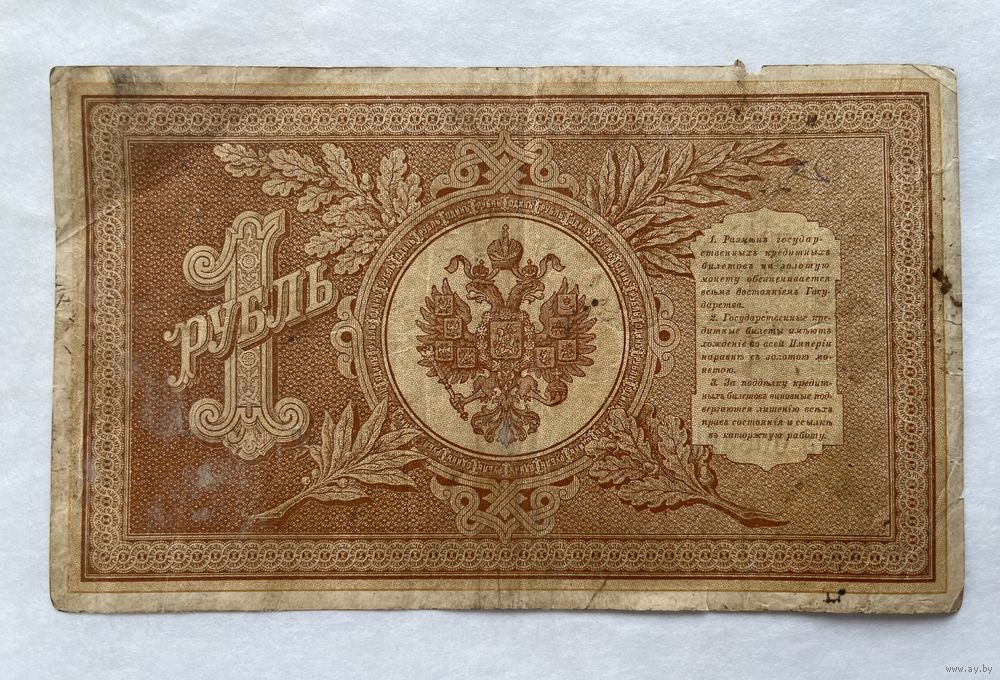 1
РУБЛЬ
1. Размѣнъ государ-
ственныхъ кредитныхъ
билетовъ на золотую
монету обезпечивается
всѣмъ достояніемъ Госу-
дарства.
2. Государственные кре-
дитные билеты имѣютъ
хожденіе во всей Имперіи
наравнѣ съ золотою мо-
нетою.
3. За поддѣлку кредит-
ныхъ билетовъ виновные под-
вергаются лишенію всѣхъ
правъ состоянія и ссылкѣ
въ каторжную работу.
www.ay.by